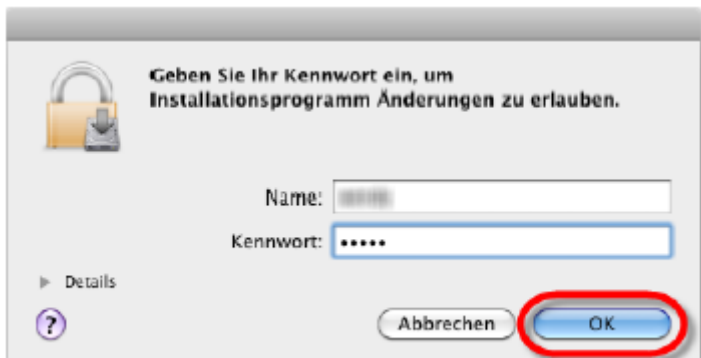 Geben Sie Ihr Kennwort ein, um
Installationsprogramm Änderungen zu erlauben.
Name:
Kennwort: •••••
Details
?
Abbrechen
OK